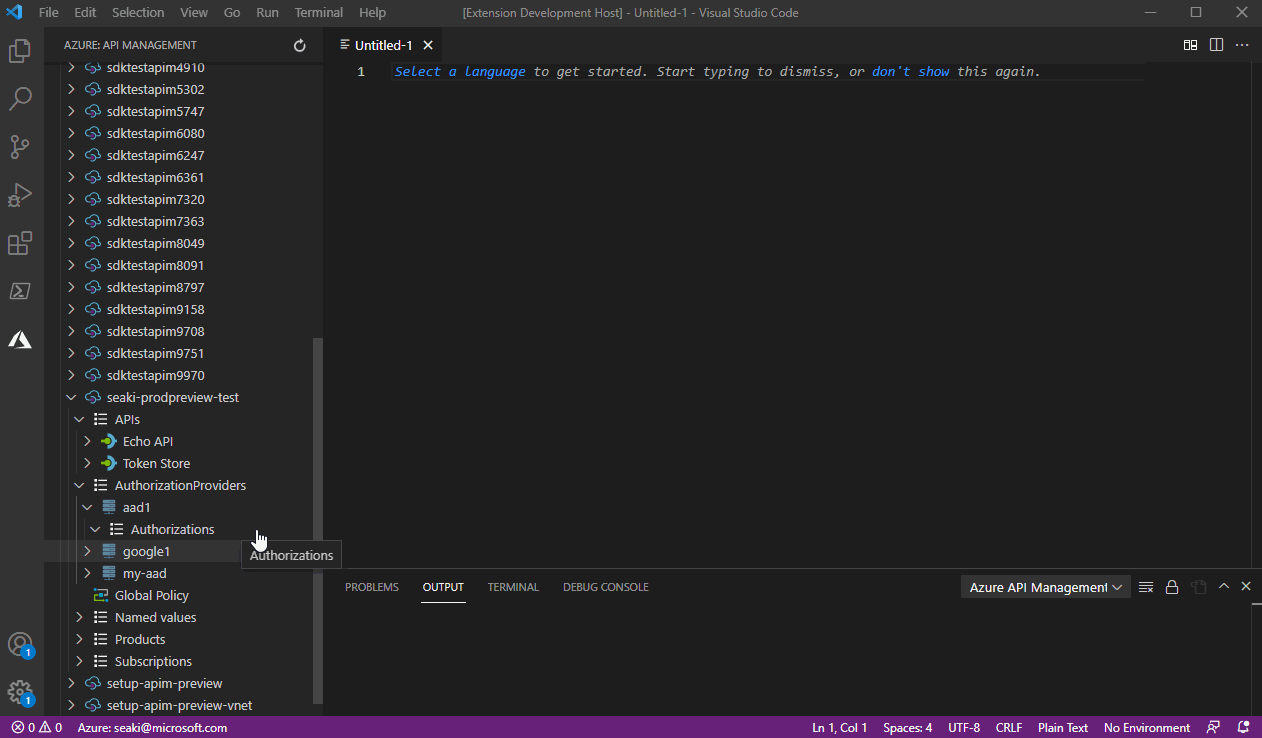 File Edit Selection View Go Run Terminal Help [Extension Development Host] - Untitled-1 - Visual Studio Code
AZURE: API MANAGEMENT
sdktestapim4910
sdktestapim5302
sdktestapim5747
sdktestapim6080
sdktestapim6247
sdktestapim6361
sdktestapim7320
sdktestapim7363
sdktestapim8049
sdktestapim8091
sdktestapim8797
sdktestapim9158
sdktestapim9708
sdktestapim9751
sdktestapim9970
seaki-prodpreview-test
APIs
Echo API
Token Store
AuthorizationProviders
aad1
Authorizations
google1
Authorizations
my-aad
Global Policy
Named values
Products
Subscriptions
setup-apim-preview
setup-apim-preview-vnet
Untitled-1
1 Select a language to get started. Start typing to dismiss, or don't show this again.
PROBLEMS OUTPUT TERMINAL DEBUG CONSOLE Azure API Management
1
1
0 0 Azure: seaki@microsoft.com Ln 1, Col 1 Spaces: 4 UTF-8 CRLF Plain Text No Environment